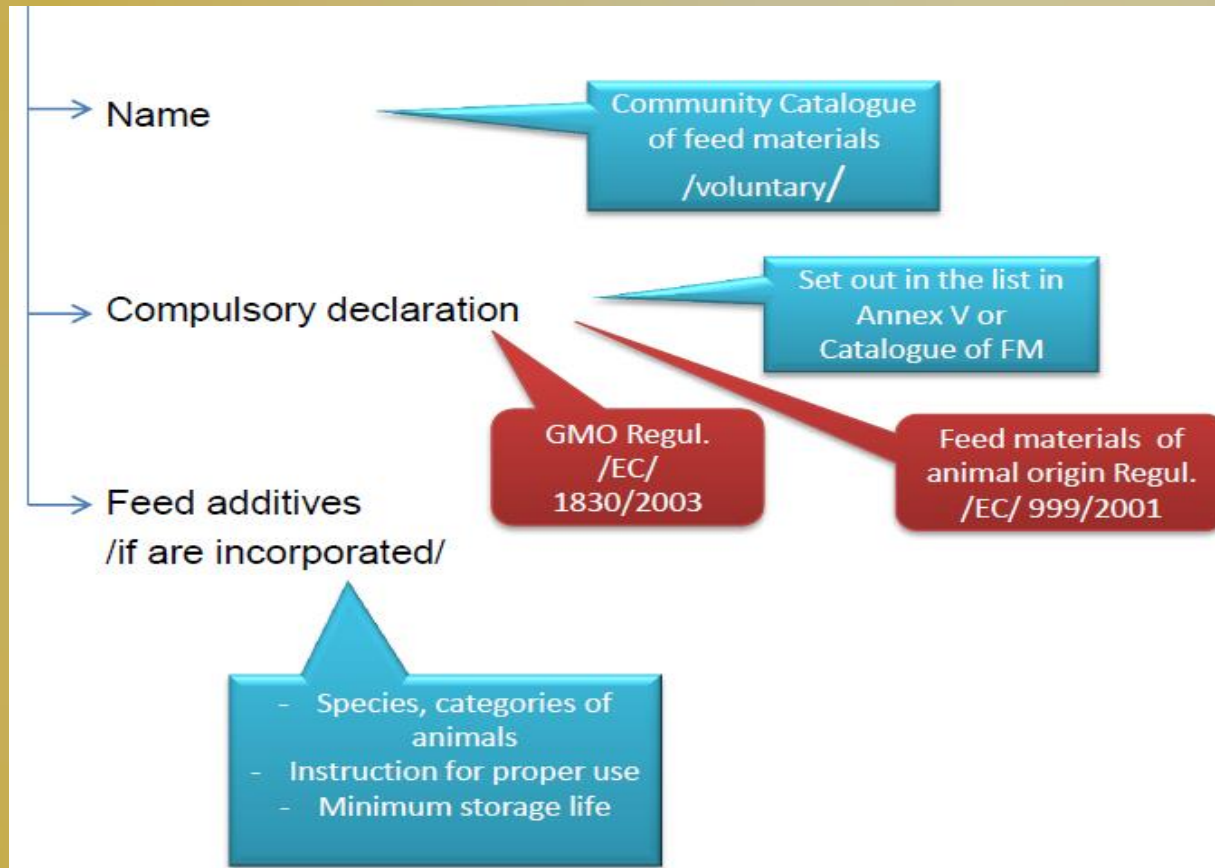 Name
Community Catalogue
of feed materials
/voluntary/
Compulsory declaration
Set out in the list in
Annex V or
Catalogue of FM
GMO Regul.
/EC/
1830/2003
Feed materials of
animal origin Regul.
/EC/ 999/2001
Feed additives
/if are incorporated/
- Species, categories of
animals
- Instruction for proper use
- Minimum storage life